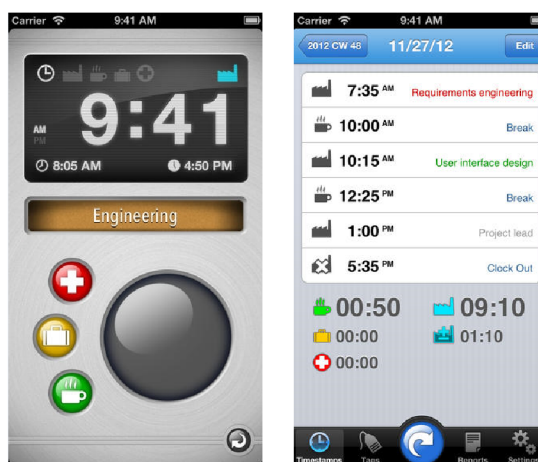 Carrier 9:41 AM
9:41
AM
PM
8:05 AM 4:50 PM
Engineering
Carrier 9:41 AM
2012 CW 48 11/27/12 Edit
7:35 AM Requirements engineering
10:00 AM Break
10:15 AM User interface design
12:25 PM Break
1:00 PM Project lead
5:35 PM Clock Out
00:50 09:10
00:00 01:10
00:00
Timestamps Tags Reports Settings